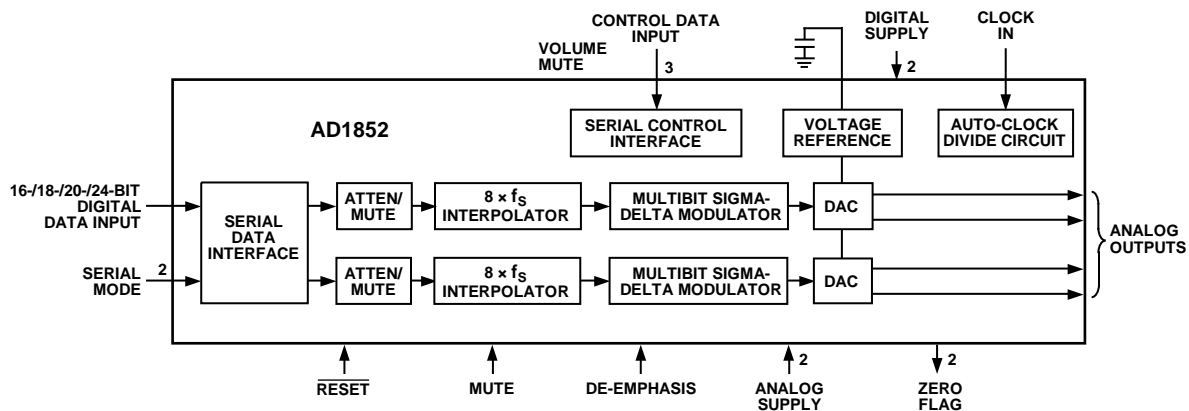 CONTROL DATA
INPUT
VOLUME
MUTE
3
DIGITAL
SUPPLY
2
CLOCK
IN
AD1852
SERIAL CONTROL
INTERFACE
VOLTAGE
REFERENCE
AUTO-CLOCK
DIVIDE CIRCUIT
16-/18-/20-/24-BIT
DIGITAL
DATA INPUT
SERIAL
MODE
2
SERIAL
DATA
INTERFACE
ATTEN/
MUTE
8 × fS
INTERPOLATOR
MULTIBIT SIGMA-
DELTA MODULATOR
DAC
ATTEN/
MUTE
8 × fS
INTERPOLATOR
MULTIBIT SIGMA-
DELTA MODULATOR
DAC
ANALOG
OUTPUTS
RESET
MUTE
DE-EMPHASIS
2
ANALOG
SUPPLY
2
ZERO
FLAG